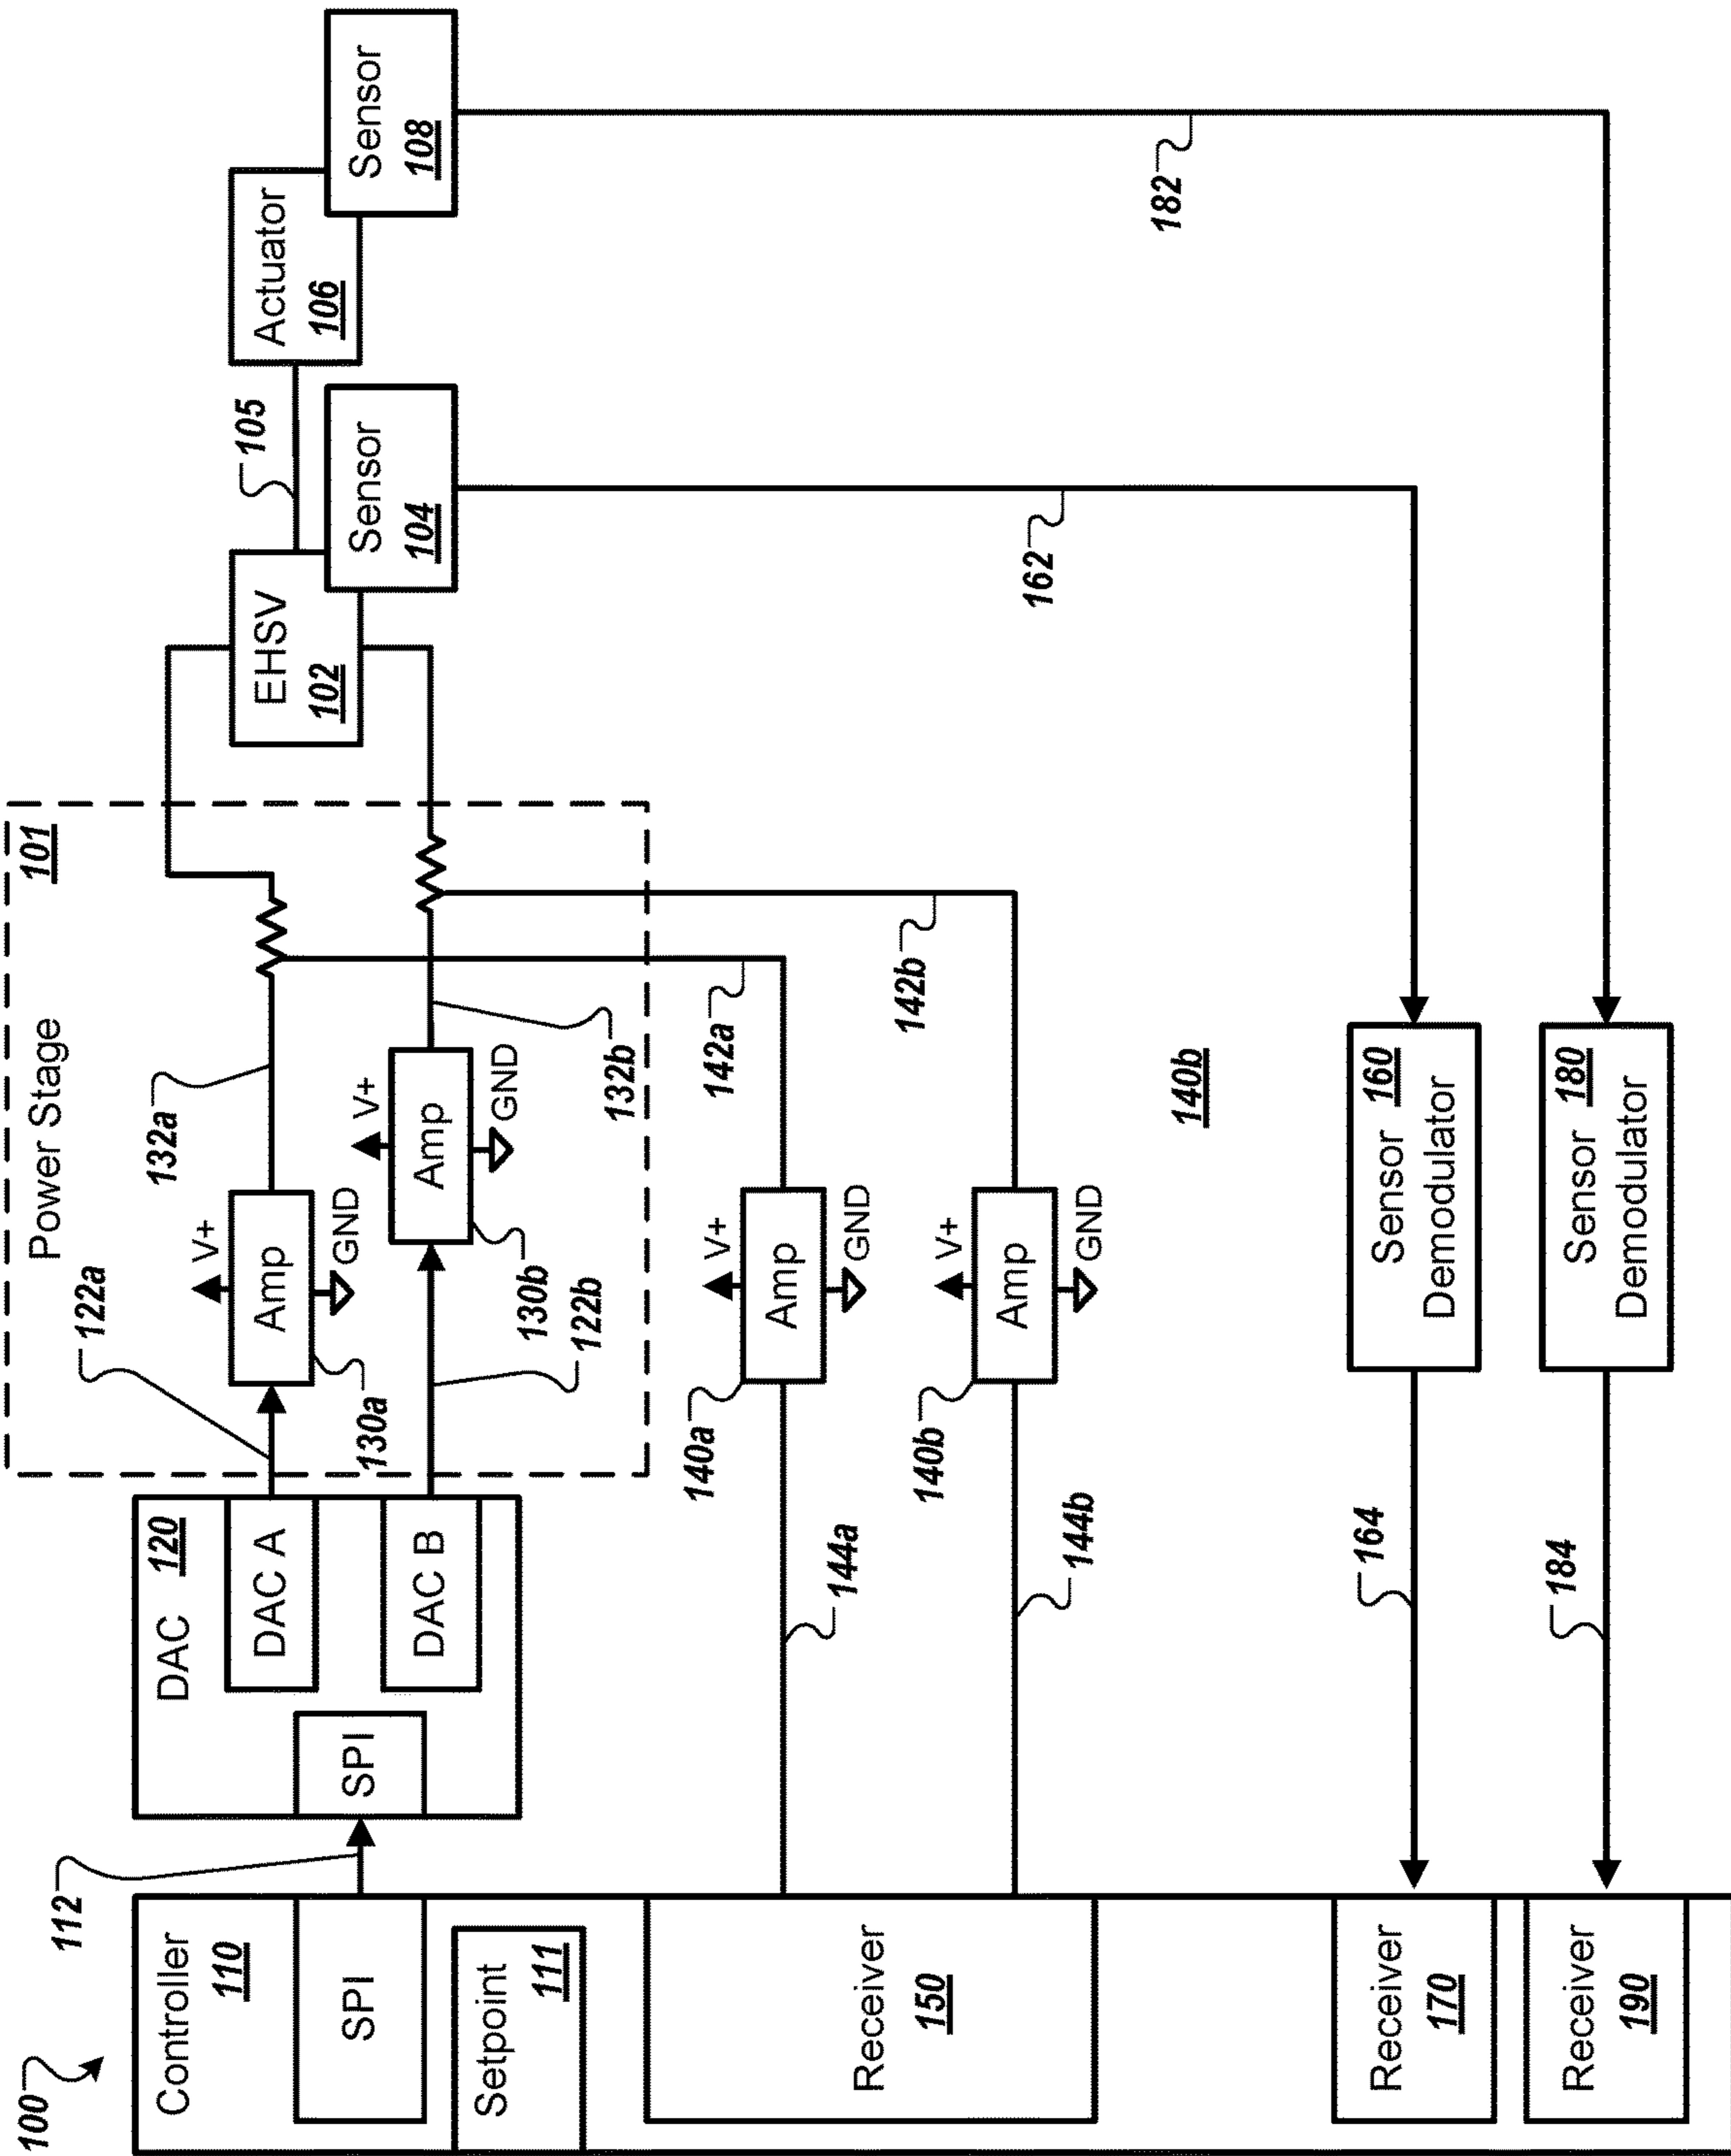 100
Controller
110
SPI
Setpoint
111
Receiver
150
Receiver
170
Receiver
190
112
DAC
120
SPI
DAC A
DAC B
Power Stage
101
122a
122b
V+
Amp
GND
130a
V+
Amp
GND
130b
132a
132b
EHSV
102
Sensor
104
105
Actuator
106
Sensor
108
142a
142b
V+
Amp
GND
140a
V+
Amp
GND
140b
144a
144b
140b
162
182
Sensor
Demodulator
160
Sensor
Demodulator
180
164
184